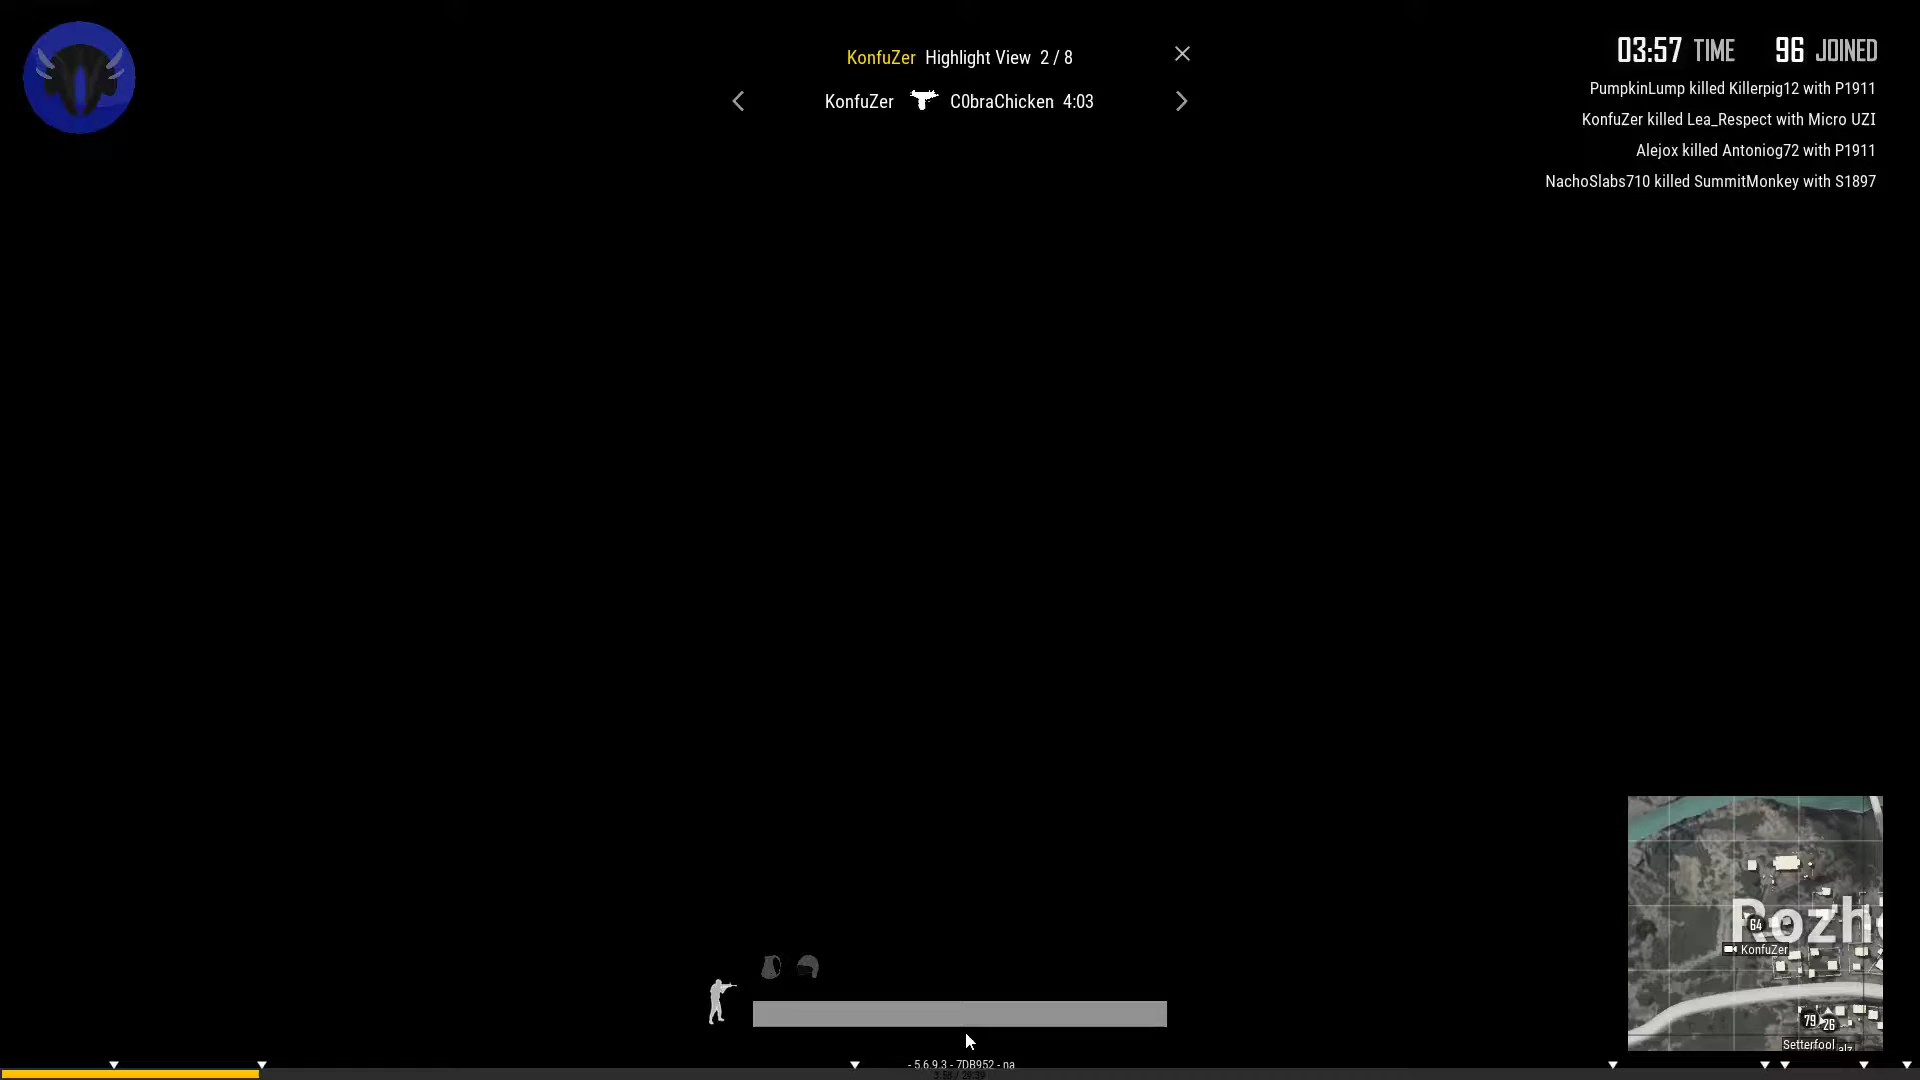 KonfuZer Highlight View 2 / 8
KonfuZer C0braChicken 4:03
03:57 TIME 96 JOINED
PumpkinLump killed Killerpig12 with P1911
KonfuZer killed Lea_Respect with Micro UZI
Alejox killed Antoniog72 with P1911
NachoSlabs710 killed SummitMonkey with S1897
64
KonfuZer
79 26
Setterfool
- 5.6.9.3 - 7DB952 - na